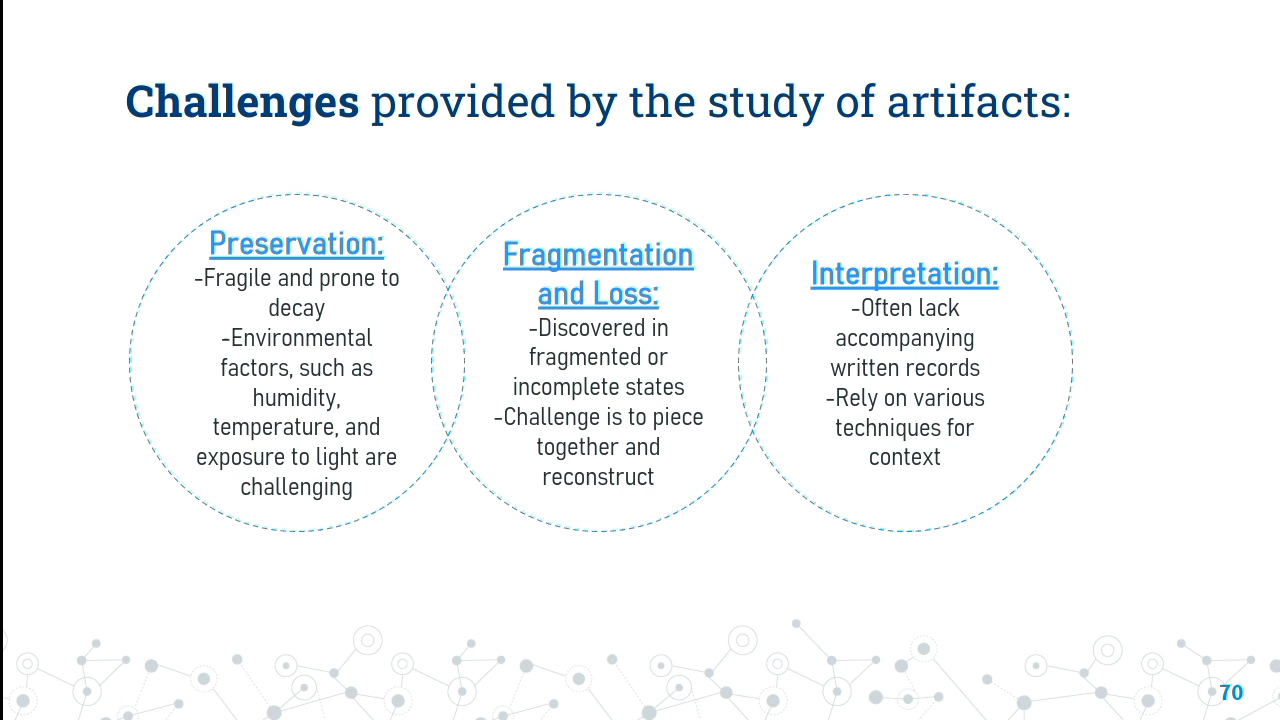 Challenges provided by the study of artifacts:
Preservation:
-Fragile and prone to
decay
-Environmental
factors, such as
humidity,
temperature, and
exposure to light are
challenging
Fragmentation
and Loss:
-Discovered in
fragmented or
incomplete states
-Challenge is to piece
together and
reconstruct
Interpretation:
-Often lack
accompanying
written records
-Rely on various
techniques for
context
70